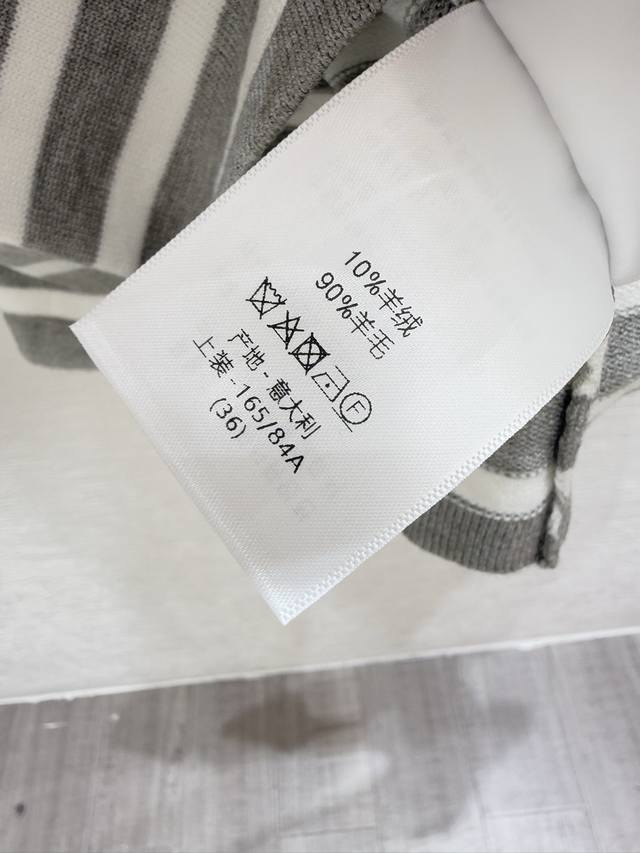 10%羊绒
90%羊毛
F
产地 - 意大利
上装 - 165/84A
(36)